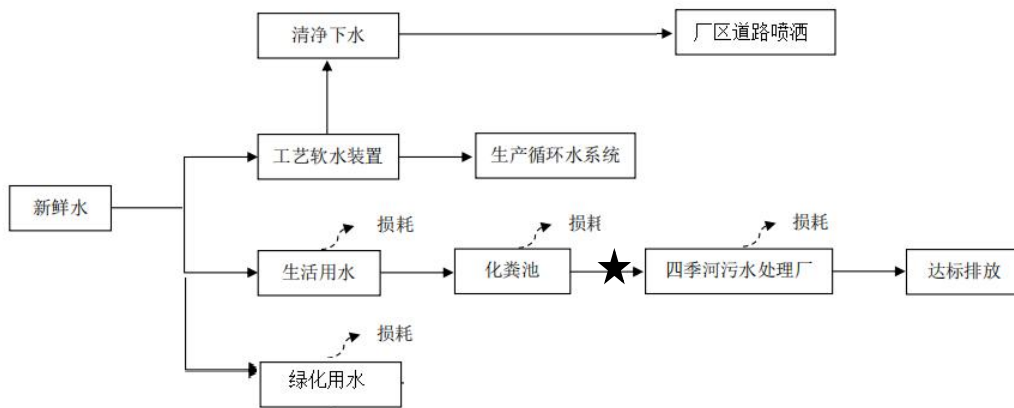 清净下水
厂区道路喷洒
工艺软水装置
生产循环水系统
新鲜水
损耗
损耗
损耗
生活用水
化粪池
四季河污水处理厂
达标排放
损耗
绿化用水